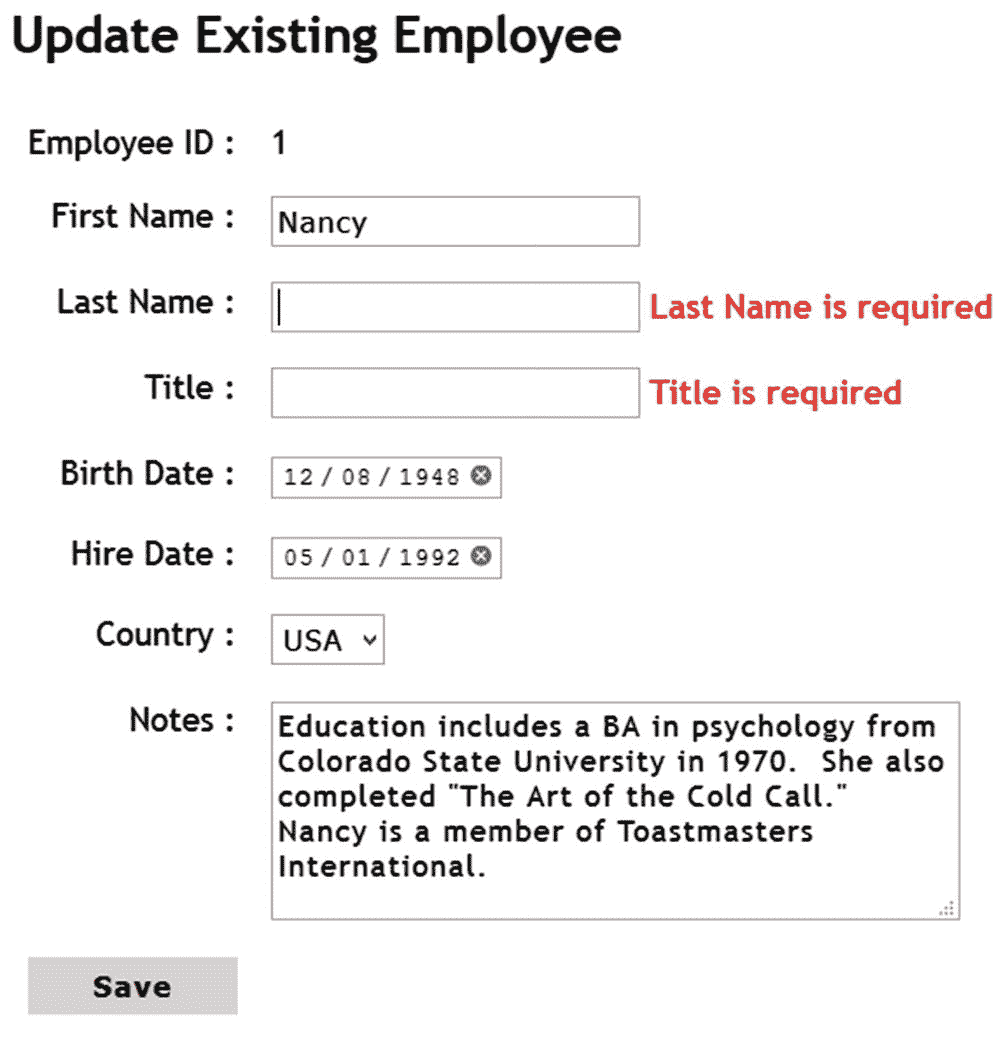 Update Existing Employee
Employee ID : 1
First Name : Nancy
Last Name : Last Name is required
Title : Title is required
Birth Date : 12 / 08 / 1948
Hire Date : 05 / 01 / 1992
Country : USA
Notes : Education includes a BA in psychology from
Colorado State University in 1970.  She also
completed "The Art of the Cold Call."
Nancy is a member of Toastmasters
International.
Save